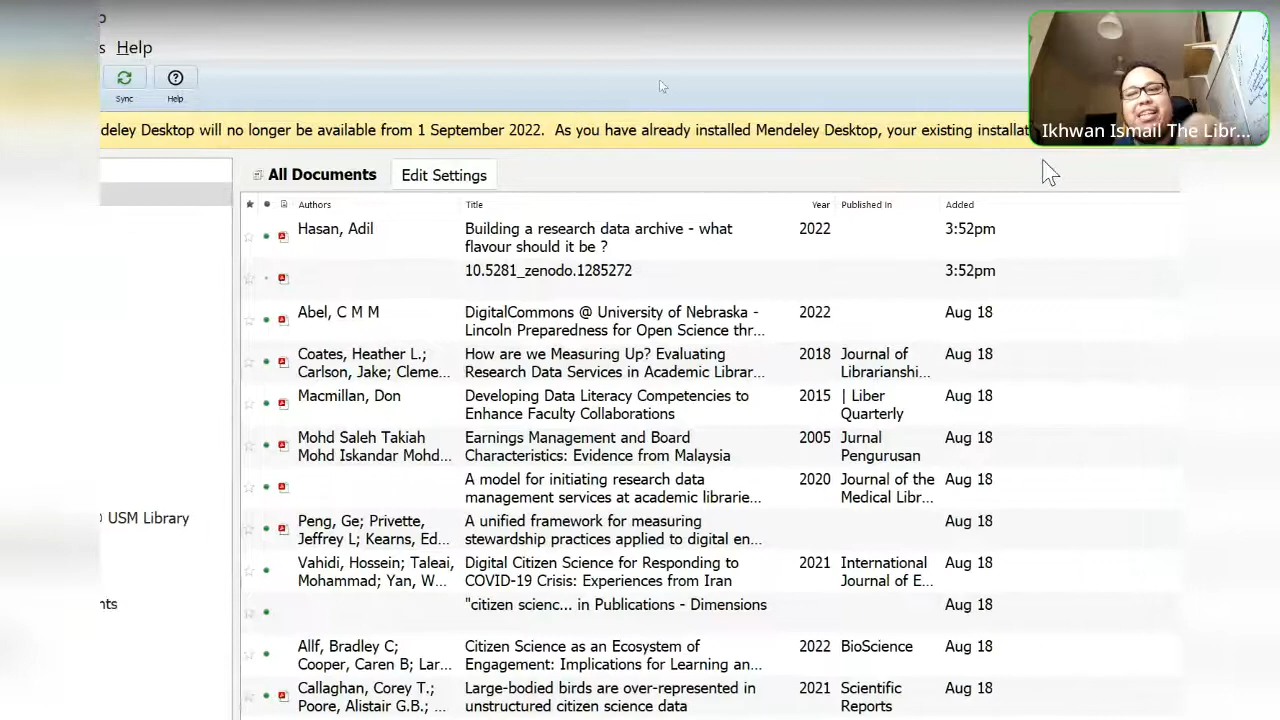 Help
Sync
Help
Ikhwan Ismail The Libr...
Desktop will no longer be available from 1 September 2022. As you have already installed Mendeley Desktop, your existing
All Documents
Edit Settings
Authors Title Year Published In Added
Hasan, Adil Building a research data archive - what 2022 3:52pm
flavour should it be ?
10.5281_zenodo.1285272 3:52pm
Abel, C M M DigitalCommons @ University of Nebraska - 2022 Aug 18
Lincoln Preparedness for Open Science thr...
Coates, Heather L.; How are we Measuring Up? Evaluating 2018 Journal of Aug 18
Carlson, Jake; Cleme... Research Data Services in Academic Librar... Librarianshi...
Macmillan, Don Developing Data Literacy Competencies to 2015 | Liber Aug 18
Enhance Faculty Collaborations Quarterly
Mohd Saleh Takiah Earnings Management and Board 2005 Jurnal Aug 18
Mohd Iskandar Mohd... Characteristics: Evidence from Malaysia Pengurusan
A model for initiating research data 2020 Journal of the Aug 18
management services at academic librarie... Medical Libr...
USM Library
Peng, Ge; Privette, A unified framework for measuring Aug 18
Jeffrey L; Kearns, Ed... stewardship practices applied to digital en...
Vahidi, Hossein; Taleai, Digital Citizen Science for Responding to 2021 International Aug 18
Mohammad; Yan, W... COVID-19 Crisis: Experiences from Iran Journal of E...
"citizen scienc... in Publications - Dimensions Aug 18
Allf, Bradley C; Citizen Science as an Ecosystem of 2022 BioScience Aug 18
Cooper, Caren B; Lar... Engagement: Implications for Learning an...
Callaghan, Corey T.; Large-bodied birds are over-represented in 2021 Scientific Aug 18
Poore, Alistair G.B.; ... unstructured citizen science data Reports